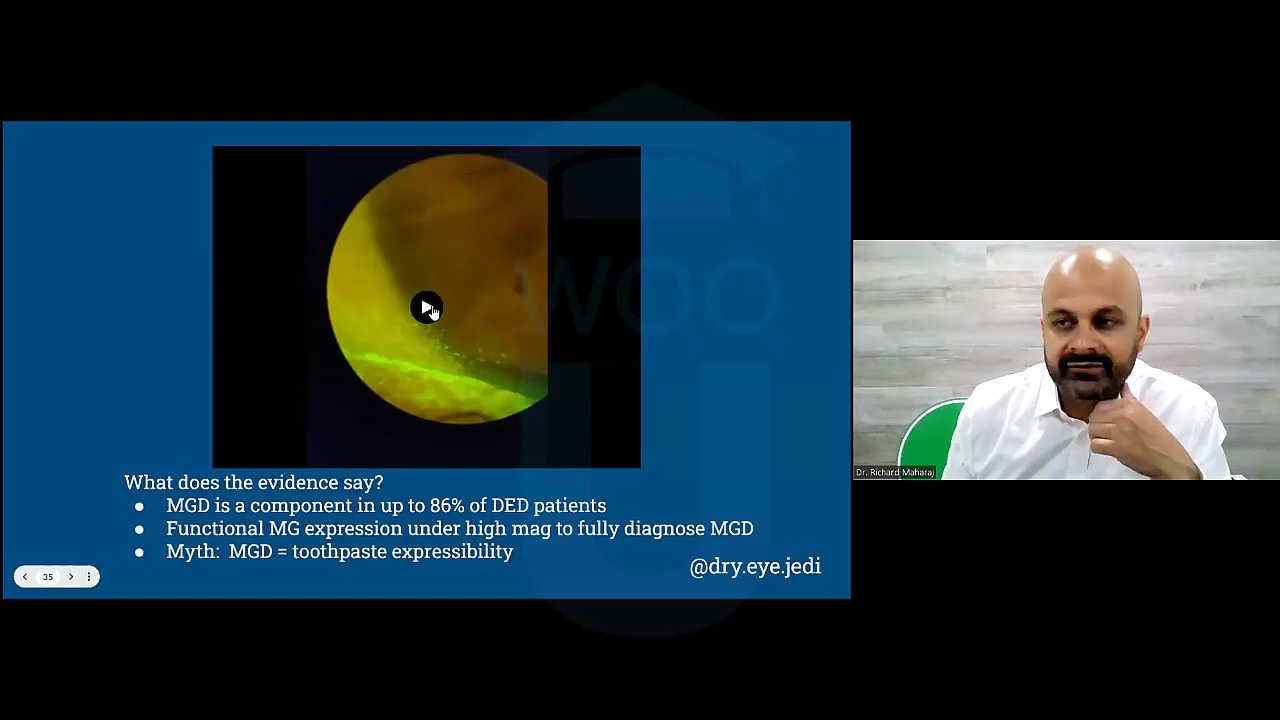 WOO
U
What does the evidence say?
● MGD is a component in up to 86% of DED patients
● Functional MG expression under high mag to fully diagnose MGD
● Myth: MGD = toothpaste expressibility
@dry.eye.jedi
35
Dr. Richard Maharaj